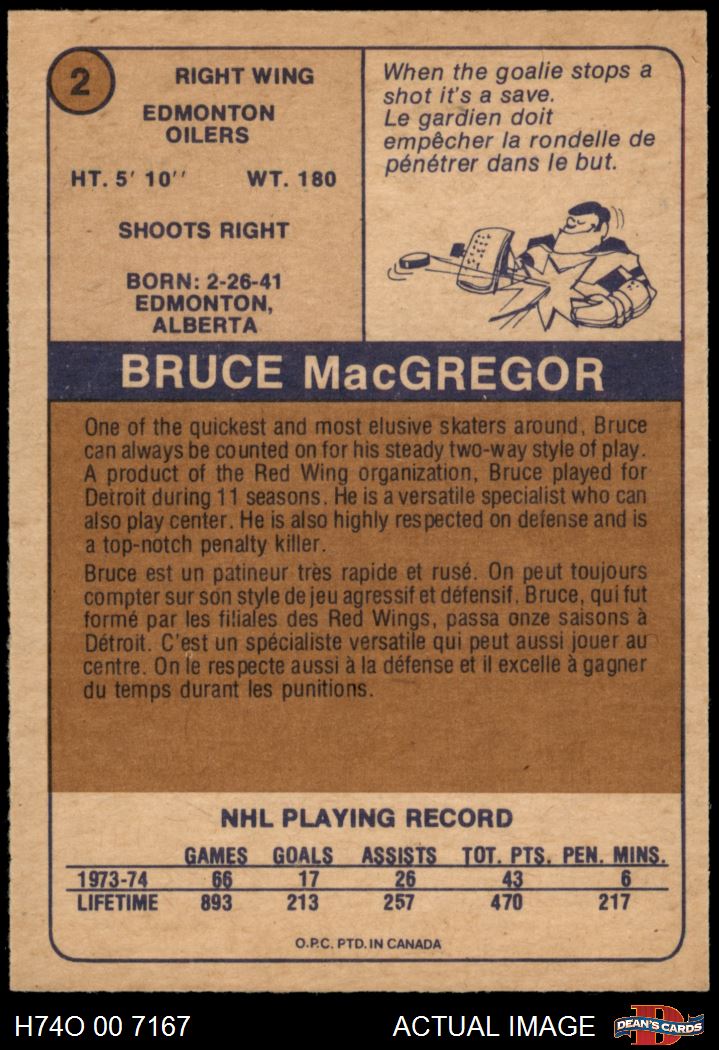 2
RIGHT WING
EDMONTON
OILERS
HT. 5' 10'' WT. 180
SHOOTS RIGHT
BORN: 2-26-41
EDMONTON,
ALBERTA
When the goalie stops a
shot it's a save.
Le gardien doit
empêcher la rondelle de
pénétrer dans le but.
BRUCE MacGREGOR
One of the quickest and most elusive skaters around, Bruce
can always be counted on for his steady two-way style of play.
A product of the Red Wing organization, Bruce played for
Detroit during 11 seasons. He is a versatile specialist who can
also play center. He is also highly respected on defense and is
a top-notch penalty killer.
Bruce est un patineur très rapide et rusé. On peut toujours
compter sur son style de jeu agressif et défensif. Bruce, qui fut
formé par les filiales des Red Wings, passa onze saisons à
Détroit. C'est un spécialiste versatile qui peut aussi jouer au
centre. On le respecte aussi à la défense et il excelle à gagner
du temps durant les punitions.
NHL PLAYING RECORD
GAMES GOALS ASSISTS TOT. PTS. PEN. MINS.
1973-74 66 17 26 43 6
LIFETIME 893 213 257 470 217
O.P.C. PTD. IN CANADA
H74O 00 7167 ACTUAL IMAGE D DEAN'S CARDS